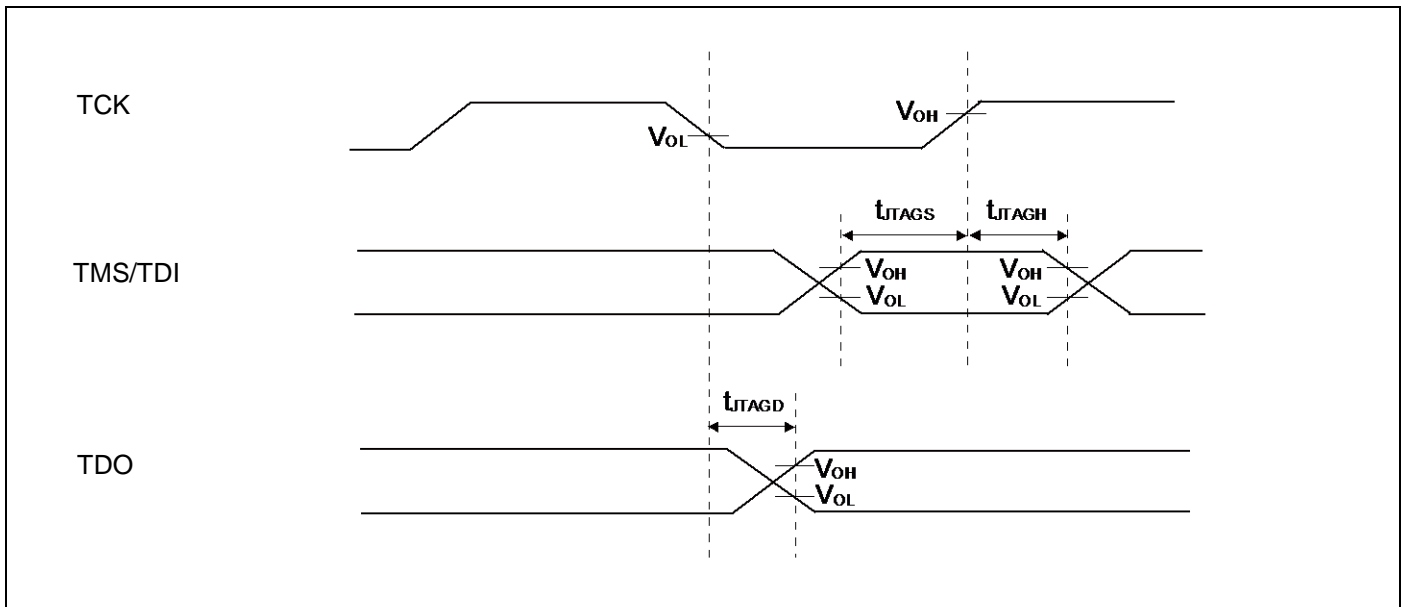 TCK
VOL
VOH
tJTAGS
tJTAGH
TMS/TDI
VOH
VOL
VOH
VOL
tJTAGD
TDO
VOH
VOL